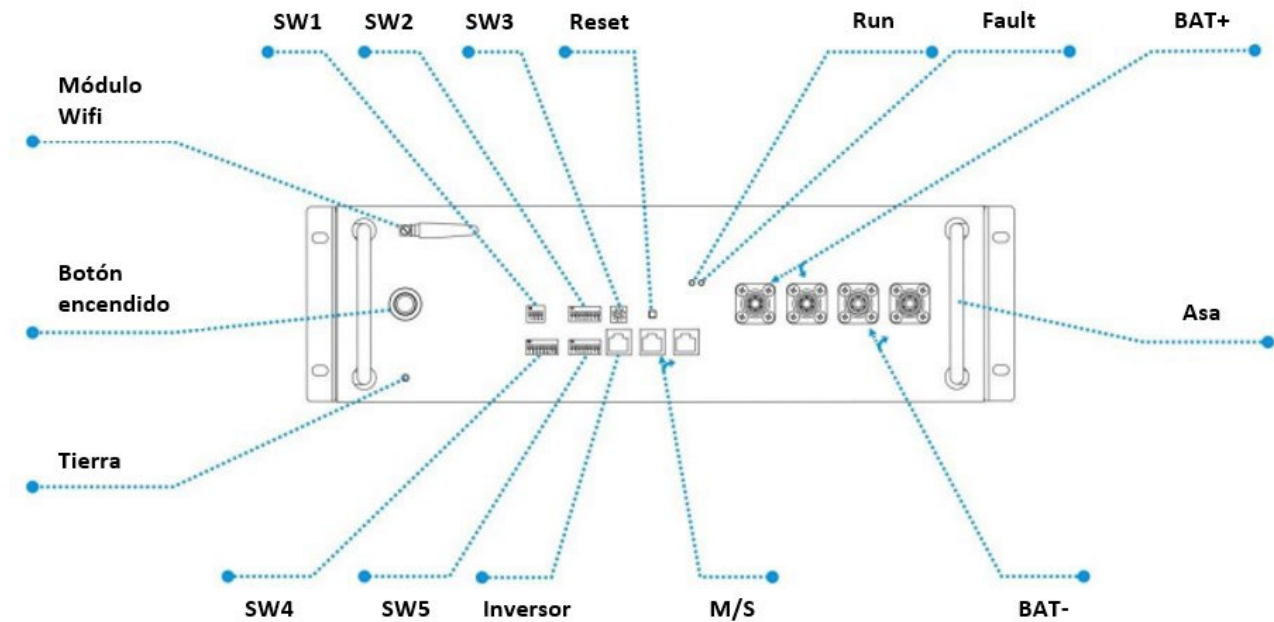 SW1
SW2
SW3
Reset
Run
Fault
BAT+
Módulo
Wifi
Botón
encendido
Asa
Tierra
SW4
SW5
Inversor
M/S
BAT-